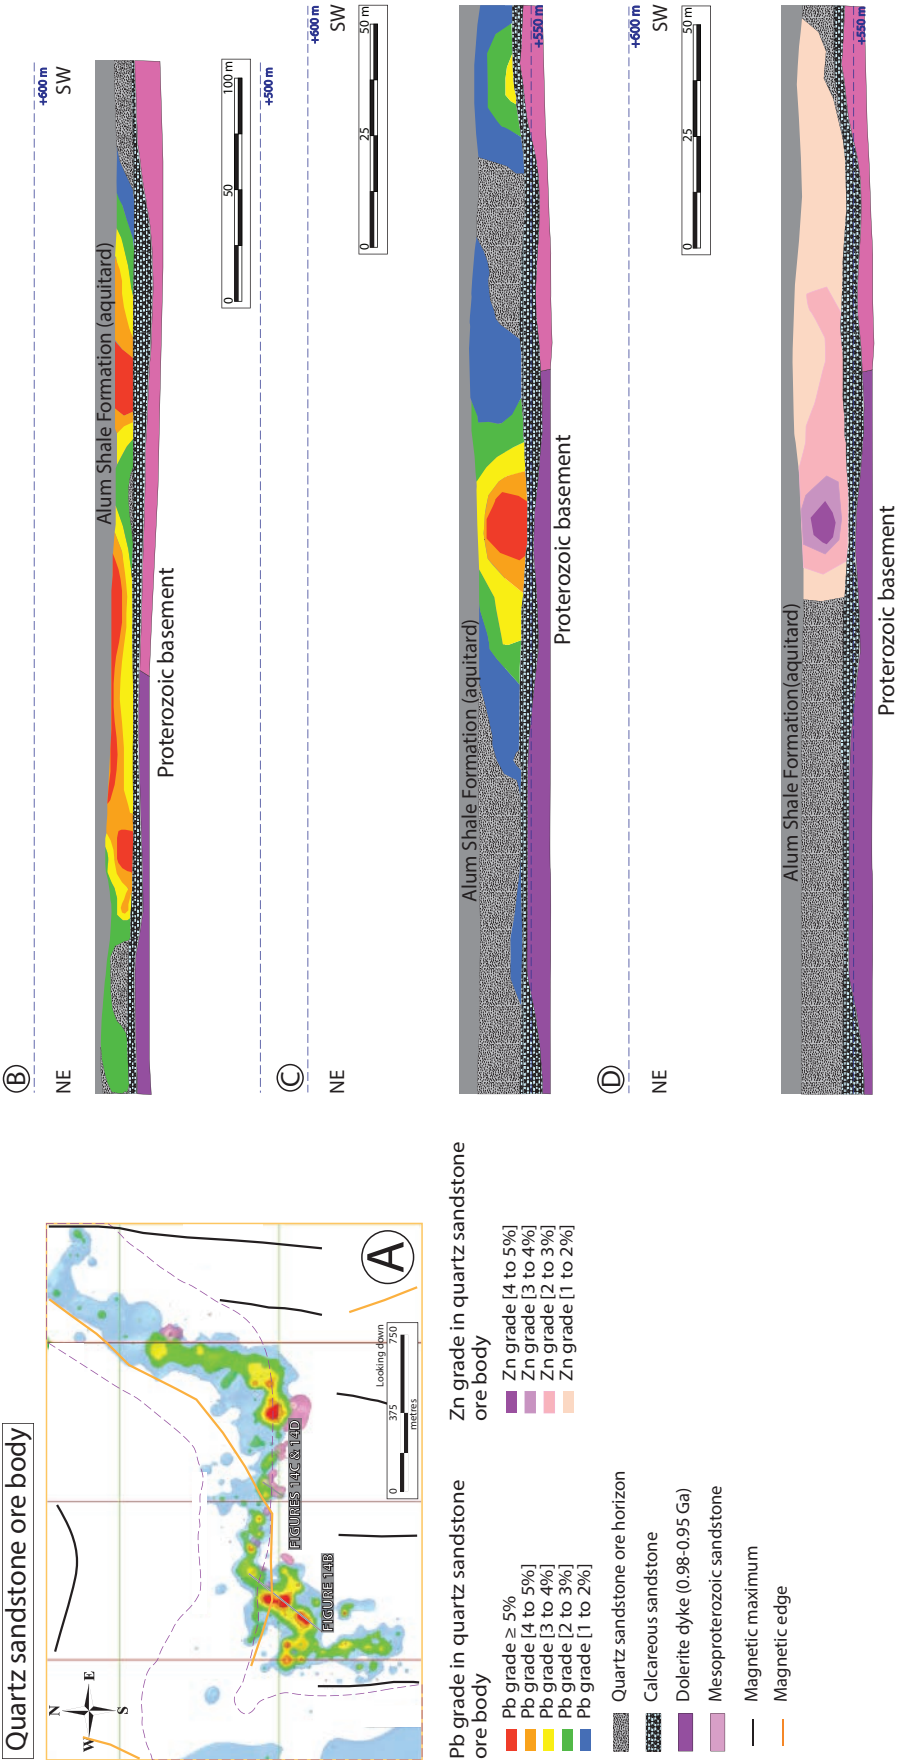 Quartz sandstone ore body
N
W
E
S
A
Looking down
0 375 750
metres
FIGURES 14C & 14D
FIGURE 14B
Pb grade in quartz sandstone
ore body
Pb grade ≥ 5%
Pb grade [4 to 5%]
Pb grade [3 to 4%]
Pb grade [2 to 3%]
Pb grade [1 to 2%]
Zn grade in quartz sandstone
ore body
Zn grade [4 to 5%]
Zn grade [3 to 4%]
Zn grade [2 to 3%]
Zn grade [1 to 2%]
Quartz sandstone ore horizon
Calcareous sandstone
Dolerite dyke (0.98-0.95 Ga)
Mesoproterozoic sandstone
Magnetic maximum
Magnetic edge
B
+600 m
NE
SW
Alum Shale Formation (aquitard)
Proterozoic basement
0 50 100 m
+500 m
C
+600 m
NE
SW
0 25 50 m
Alum Shale Formation (aquitard)
+550 m
Proterozoic basement
D
+600 m
NE
SW
0 25 50 m
Alum Shale Formation(aquitard)
+550 m
Proterozoic basement